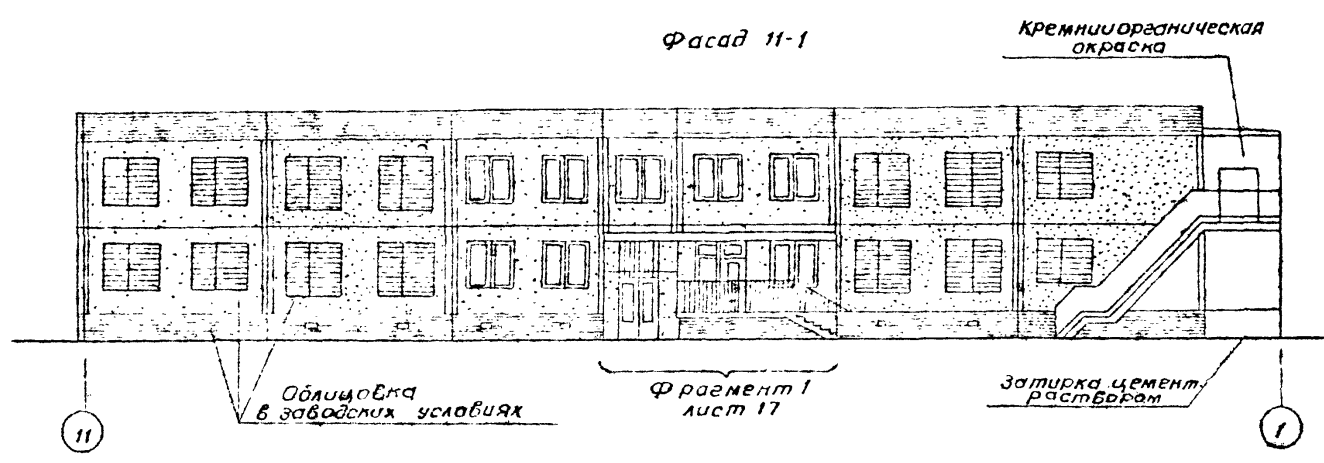 Фасад 11-1
Кремнийорганическая
окраска
Облицовка
в заводских условиях
Фрагмент 1
лист 17
Затирка цемент.
раствором
11
1